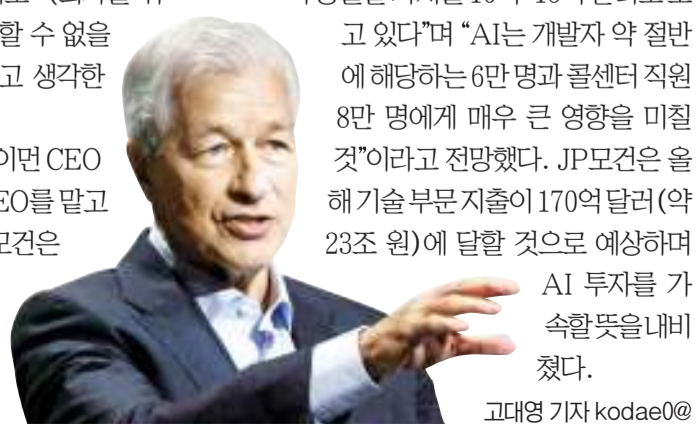 할 수 없을
고 생각한
이먼 CEO
EO를 맡고
모건은
고 있다”며 “AI는 개발자 약 절반
에 해당하는 6만 명과 콜센터 직원
8만 명에게 매우 큰 영향을 미칠
것”이라고 전망했다. JP모건은 올
해 기술 부문 지출이 170억 달러(약
23조 원)에 달할 것으로 예상하며
AI 투자를 가
속할 뜻을 내비
쳤다.
고대영 기자 kodae0@